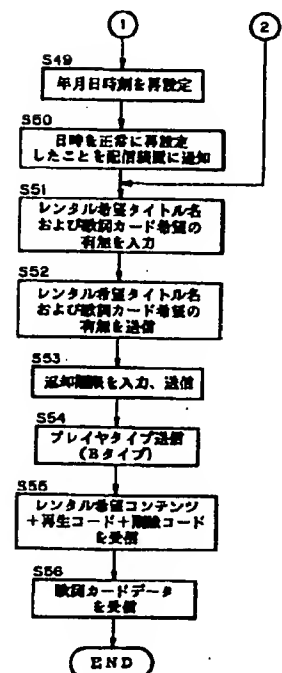 1
2
S49
年月日時刻を再設定
S50
日時を正常に再設定
したことを配信装置に通知
S51
レンタル希望タイトル名
および歌詞カード希望の
有無を入力
S52
レンタル希望タイトル名
および歌詞カード希望の
有無を送信
S53
返却期限を入力、送信
S54
プレイヤタイプ送信
(Bタイプ)
S55
レンタル希望コンテンツ
+再生コード+削除コード
を受信
S56
歌詞カードデータ
を受信
END